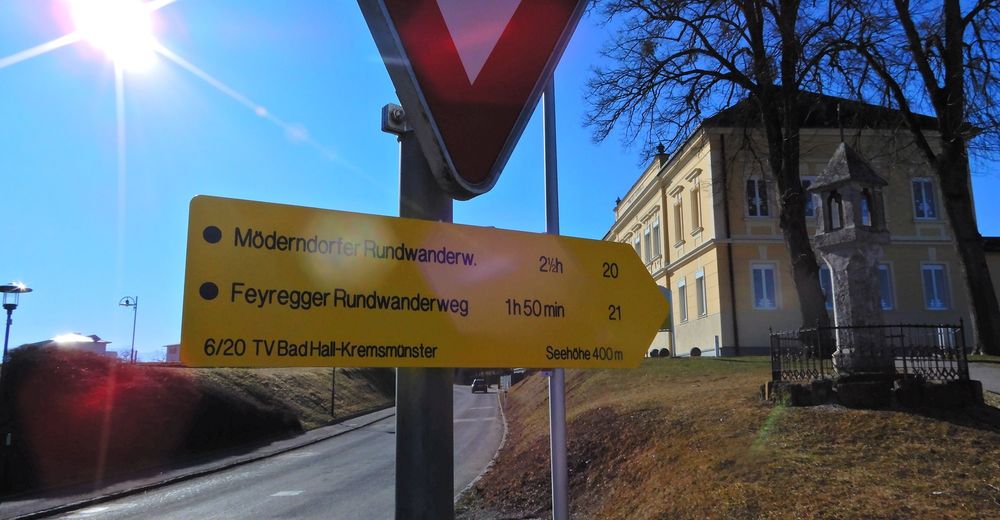 Möderndorfer Rundwanderw. 2½h 20
Feyregger Rundwanderweg 1h 50 min 21
6/20 TV Bad Hall-Kremsmünster Seehöhe 400 m